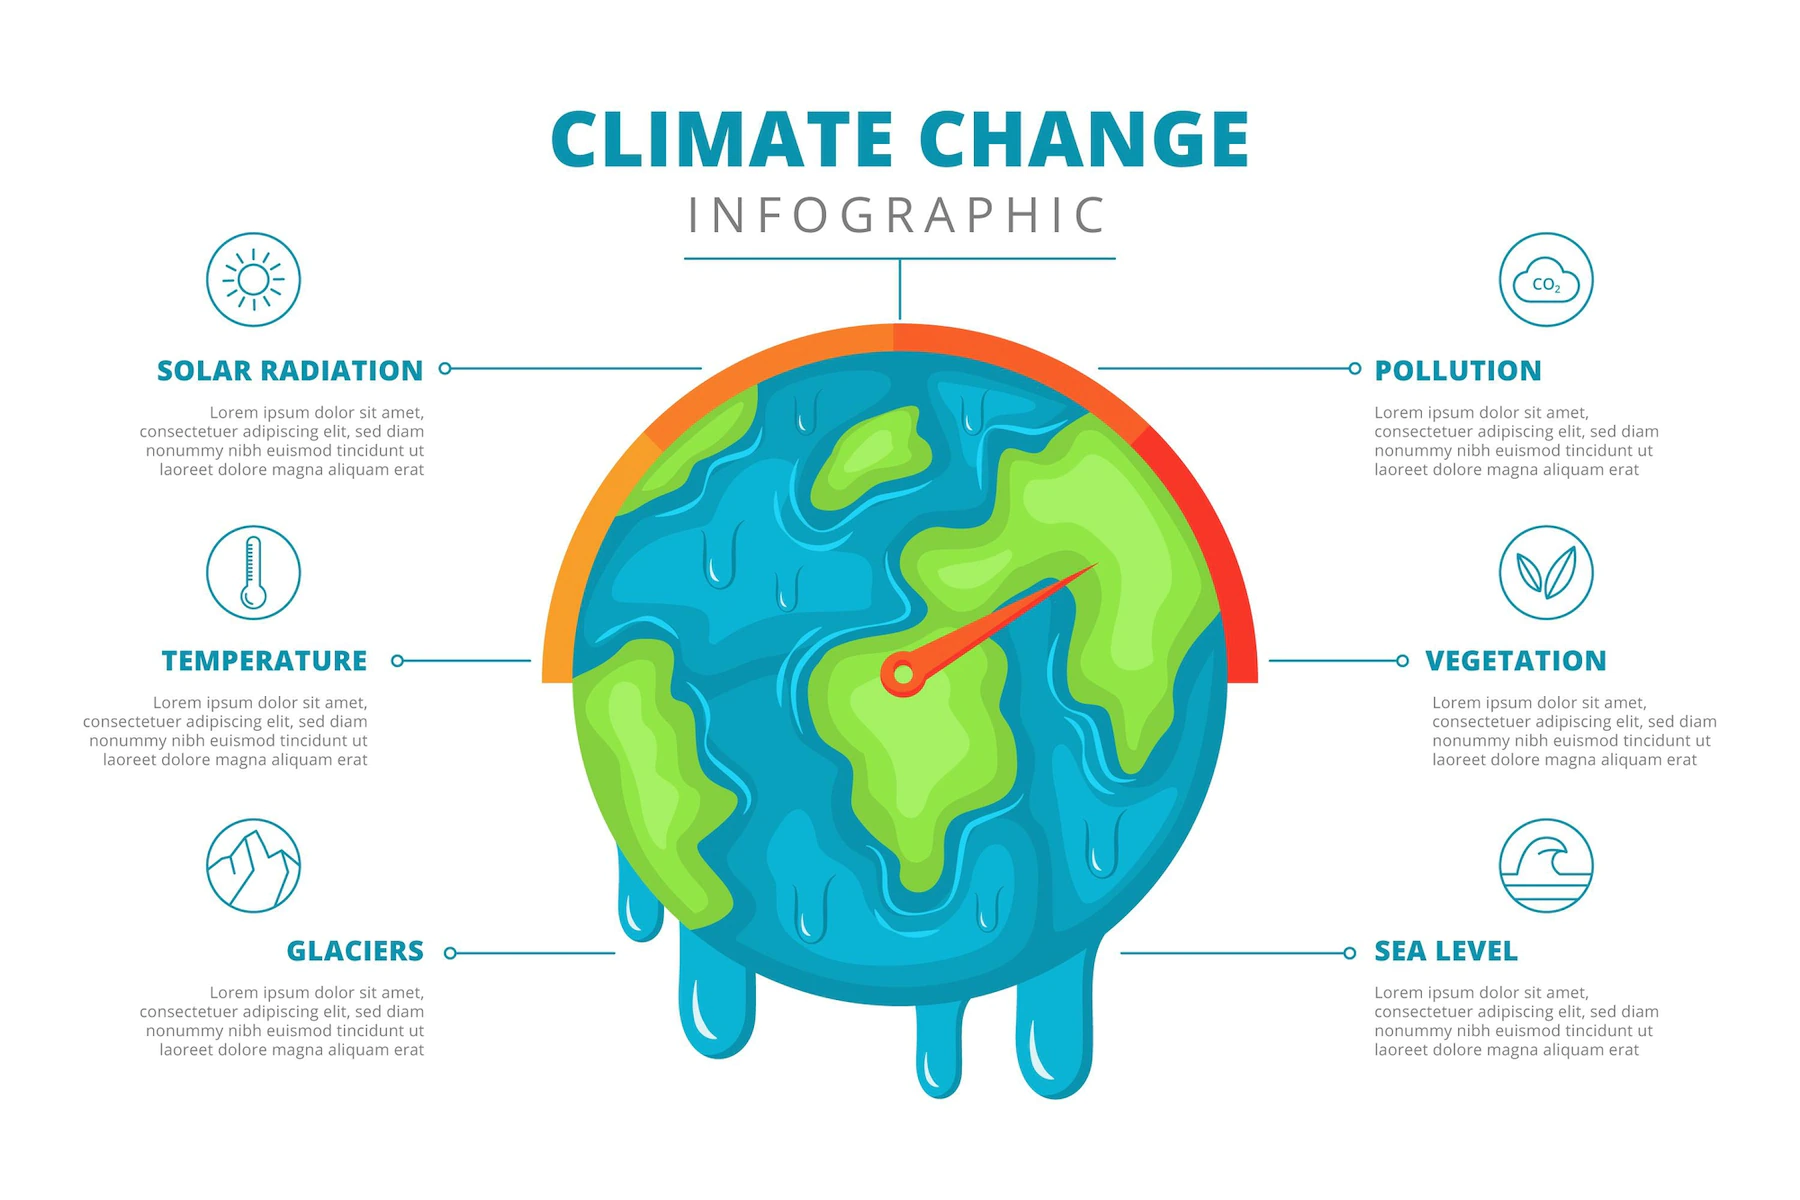 CLIMATE CHANGE
INFOGRAPHIC
SOLAR RADIATION
Lorem ipsum dolor sit amet,
consectetuer adipiscing elit, sed diam
nonummy nibh euismod tincidunt ut
laoreet dolore magna aliquam erat
TEMPERATURE
Lorem ipsum dolor sit amet,
consectetuer adipiscing elit, sed diam
nonummy nibh euismod tincidunt ut
laoreet dolore magna aliquam erat
GLACIERS
Lorem ipsum dolor sit amet,
consectetuer adipiscing elit, sed diam
nonummy nibh euismod tincidunt ut
laoreet dolore magna aliquam erat
CO₂
POLLUTION
Lorem ipsum dolor sit amet,
consectetuer adipiscing elit, sed diam
nonummy nibh euismod tincidunt ut
laoreet dolore magna aliquam erat
VEGETATION
Lorem ipsum dolor sit amet,
consectetuer adipiscing elit, sed diam
nonummy nibh euismod tincidunt ut
laoreet dolore magna aliquam erat
SEA LEVEL
Lorem ipsum dolor sit amet,
consectetuer adipiscing elit, sed diam
nonummy nibh euismod tincidunt ut
laoreet dolore magna aliquam erat